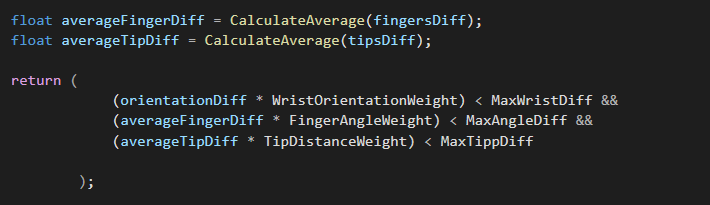 float averageFingerDiff = CalculateAverage(fingersDiff);
float averageTipDiff = CalculateAverage(tipsDiff);
return (
(orientationDiff * WristOrientationWeight) < MaxWristDiff &&
(averageFingerDiff * FingerAngleWeight) < MaxAngleDiff &&
(averageTipDiff * TipDistanceWeight) < MaxTippDiff
);